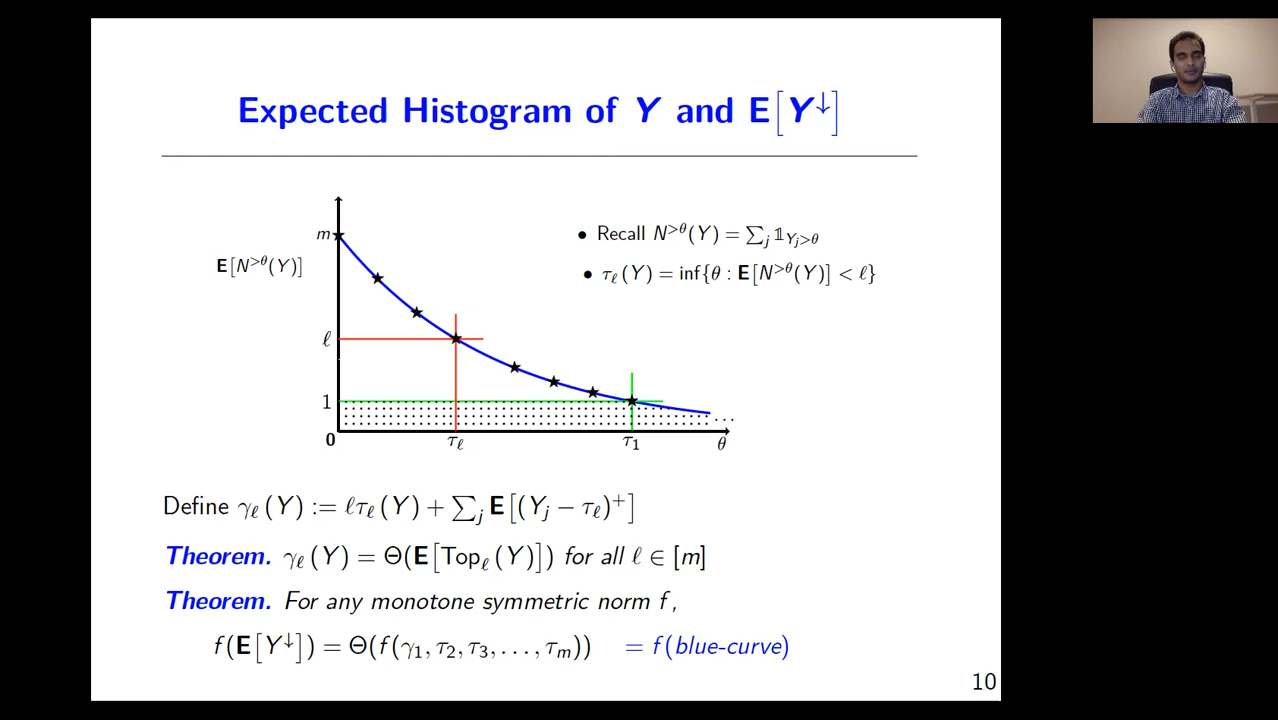 Expected Histogram of Y and E[Y↓]
m
E[N>θ(Y)]
• Recall N>θ(Y) = ∑j 𝟙Yj>θ
• τℓ(Y) = inf{θ : E[N>θ(Y)] < ℓ}
ℓ
1
0
τℓ
τ1
θ
...
Define γℓ(Y) := ℓτℓ(Y) + ∑j E[(Yj − τℓ)+]
Theorem. γℓ(Y) = Θ(E[Topℓ(Y)]) for all ℓ ∈ [m]
Theorem. For any monotone symmetric norm f,
f(E[Y↓]) = Θ(f(γ1, τ2, τ3, . . . , τm)) = f(blue-curve)
10